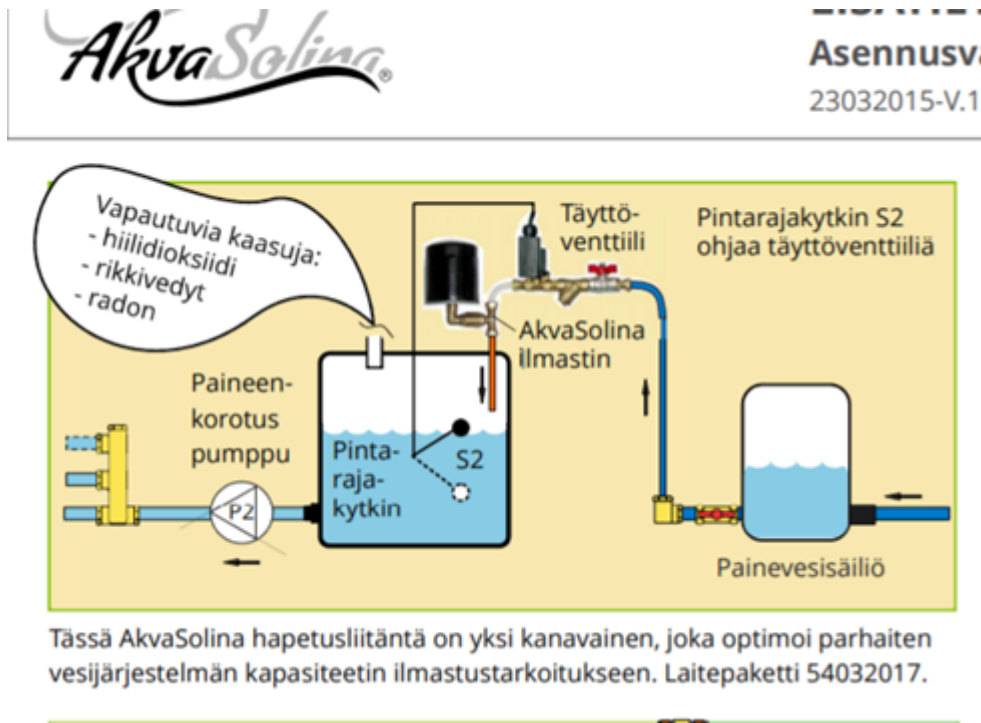 AkvaSolina®
Asennusva
23032015-V.1
Vapautuvia kaasuja:
- hiilidioksiidi
- rikkivedyt
- radon
Täyttö-
venttiili
Pintarajakytkin S2
ohjaa täyttöventtiiliä
AkvaSolina
ilmastin
Paineen-
korotus
pumppu
Pinta-
raja-
kytkin
S2
P2
Painevesisäiliö
Tässä AkvaSolina hapetusliitäntä on yksi kanavainen, joka optimoi parhaiten
vesijärjestelmän kapasiteetin ilmastustarkoitukseen. Laitepaketti 54032017.